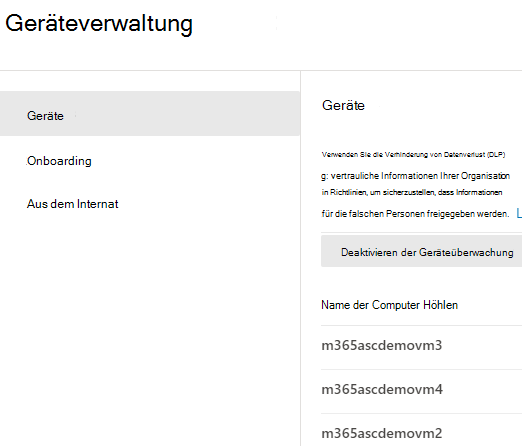 Geräteverwaltung
Geräte
Onboarding
Aus dem Internat
Geräte
Verwenden Sie die Verhinderung von Datenverlust (DLP)
g: vertrauliche Informationen Ihrer Organisation
in Richtlinien, um sicherzustellen, dass Informationen
für die falschen Personen freigegeben werden. L
Deaktivieren der Geräteüberwachung
Name der Computer Höhlen
m365ascdemovm3
m365ascdemovm4
m365ascdemovm2